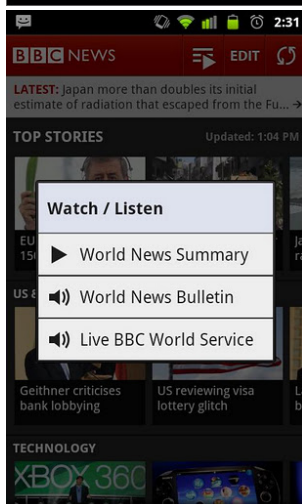 2:31
BBC NEWS
EDIT
LATEST: Japan more than doubles its initial
estimate of radiation that escaped from the Fu...
TOP STORIES
Updated: 1:04 PM
Watch / Listen
World News Summary
World News Bulletin
Live BBC World Service
EU
US &
Geithner criticises
bank lobbying
US reviewing visa
lottery glitch
TECHNOLOGY
XBOX 360